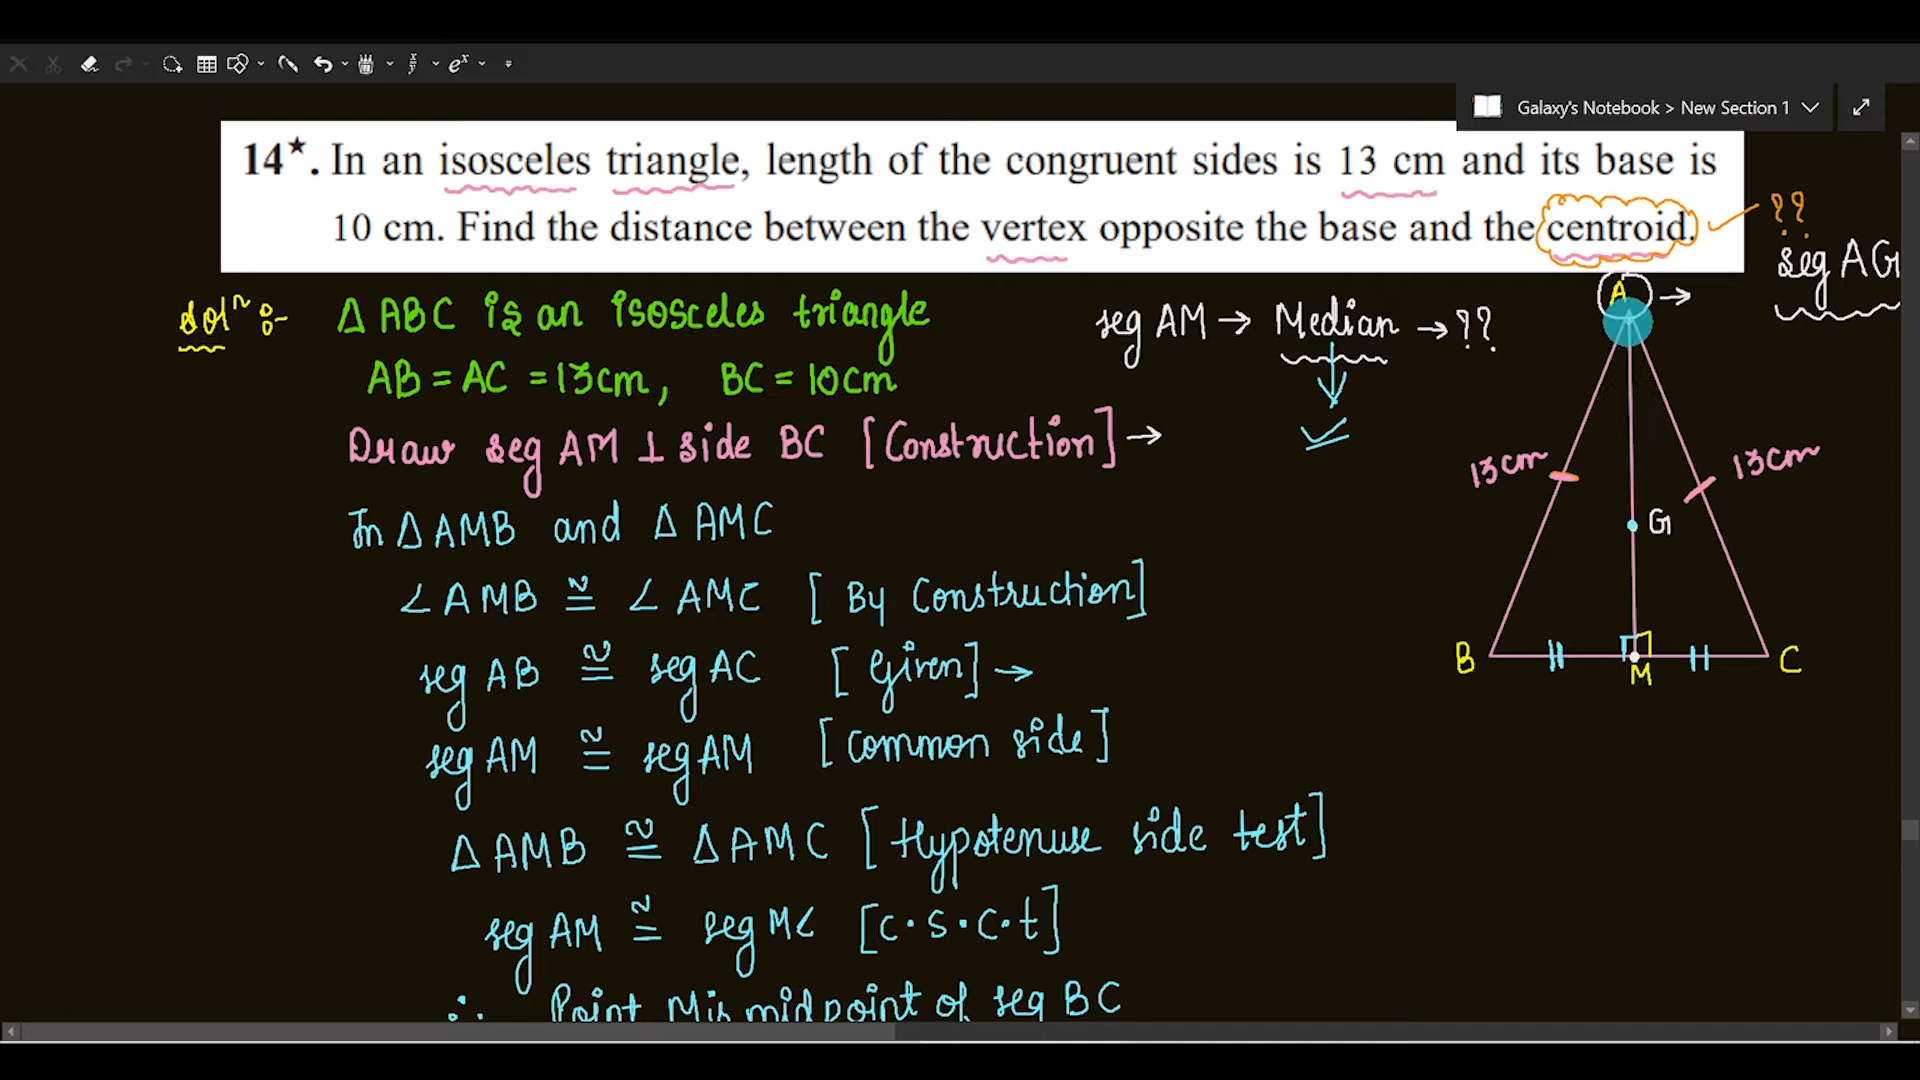 Galaxy's Notebook > New Section 1
14★. In an isosceles triangle, length of the congruent sides is 13 cm and its base is
10 cm. Find the distance between the vertex opposite the base and the centroid.
??
seg AG
Solⁿ :- Δ ABC is an isosceles triangle
AB = AC = 13cm, BC = 10cm
seg AM → Median → ??
Draw seg AM ⊥ side BC [Construction] →
In Δ AMB and Δ AMC
∠AMB ≅ ∠AMC [By Construction]
seg AB ≅ seg AC [Given] →
seg AM ≅ seg AM [Common side]
Δ AMB ≅ Δ AMC [Hypotenuse side test]
seg AM ≅ seg MC [c.s.c.t]
∴ Point M is midpoint of seg BC
A →
13cm
13cm
G
B
M
C